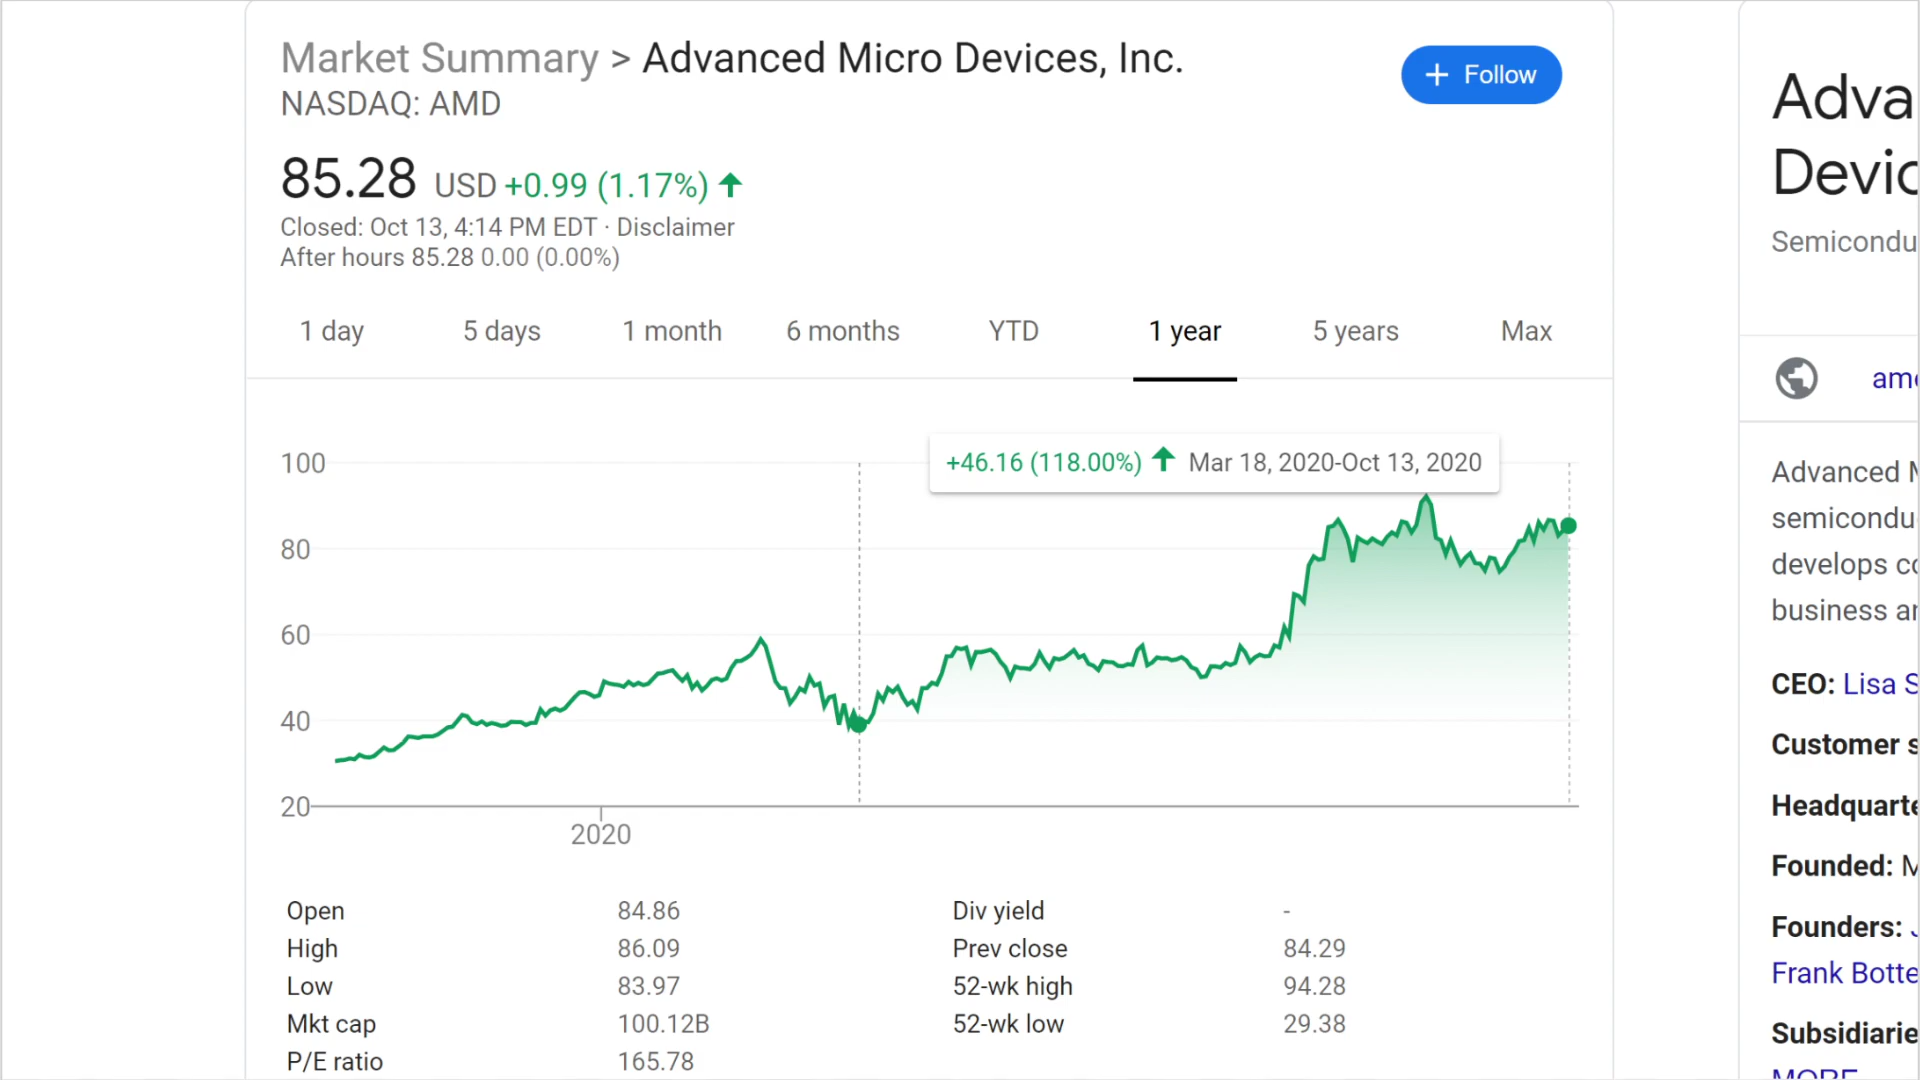 Market Summary > Advanced Micro Devices, Inc.
NASDAQ: AMD
+ Follow
85.28 USD +0.99 (1.17%)
Closed: Oct 13, 4:14 PM EDT · Disclaimer
After hours 85.28 0.00 (0.00%)
1 day 5 days 1 month 6 months YTD 1 year 5 years Max
+46.16 (118.00%) Mar 18, 2020-Oct 13, 2020
100
80
60
40
20
2020
Open 84.86 Div yield -
High 86.09 Prev close 84.29
Low 83.97 52-wk high 94.28
Mkt cap 100.12B 52-wk low 29.38
P/E ratio 165.78
Adva
Devic
Semicondu
Advanced
semicondu
develops
business
CEO: Lisa S
Customer s
Headquarte
Founded: M
Founders:
Frank Botte
Subsidiarie
MORE